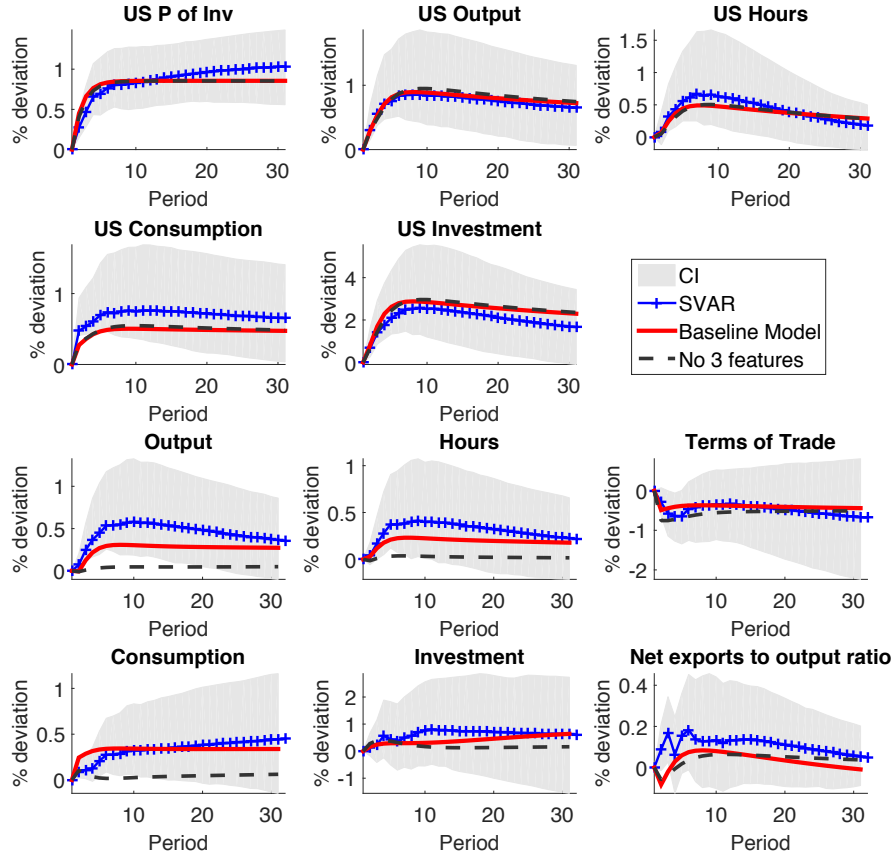 US P of Inv
US Output
US Hours
% deviation
1
0.5
0
10 20 30
Period
% deviation
1
0
10 20 30
Period
% deviation
1.5
1
0.5
0
10 20 30
Period
US Consumption
US Investment
% deviation
1
0
10 20 30
Period
% deviation
4
2
0
10 20 30
Period
CI
SVAR
Baseline Model
No 3 features
Output
Hours
Terms of Trade
% deviation
1
0.5
0
10 20 30
Period
% deviation
1
0.5
0
10 20 30
Period
% deviation
0
-1
-2
10 20 30
Period
Consumption
Investment
Net exports to output ratio
% deviation
1
0.5
0
10 20 30
Period
% deviation
2
1
0
-1
10 20 30
Period
% deviation
0.4
0.2
0
10 20 30
Period